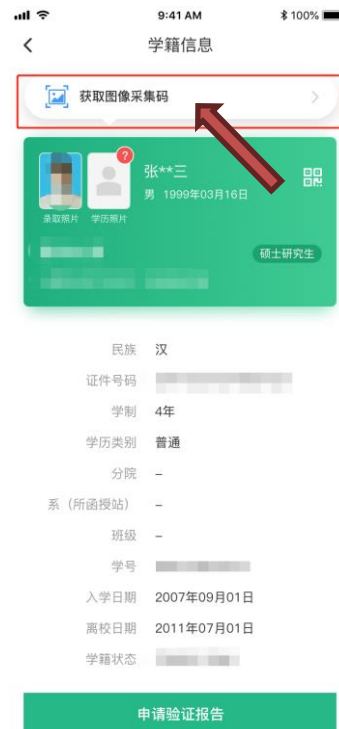 9:41 AM
100%
学籍信息
获取图像采集码
?
张**三
男 1999年03月16日
录取照片 学历照片
硕士研究生
民族 汉
证件号码
学制 4年
学历类别 普通
分院 –
系（所函授站） –
班级 –
学号
入学日期 2007年09月01日
离校日期 2011年07月01日
学籍状态
申请验证报告